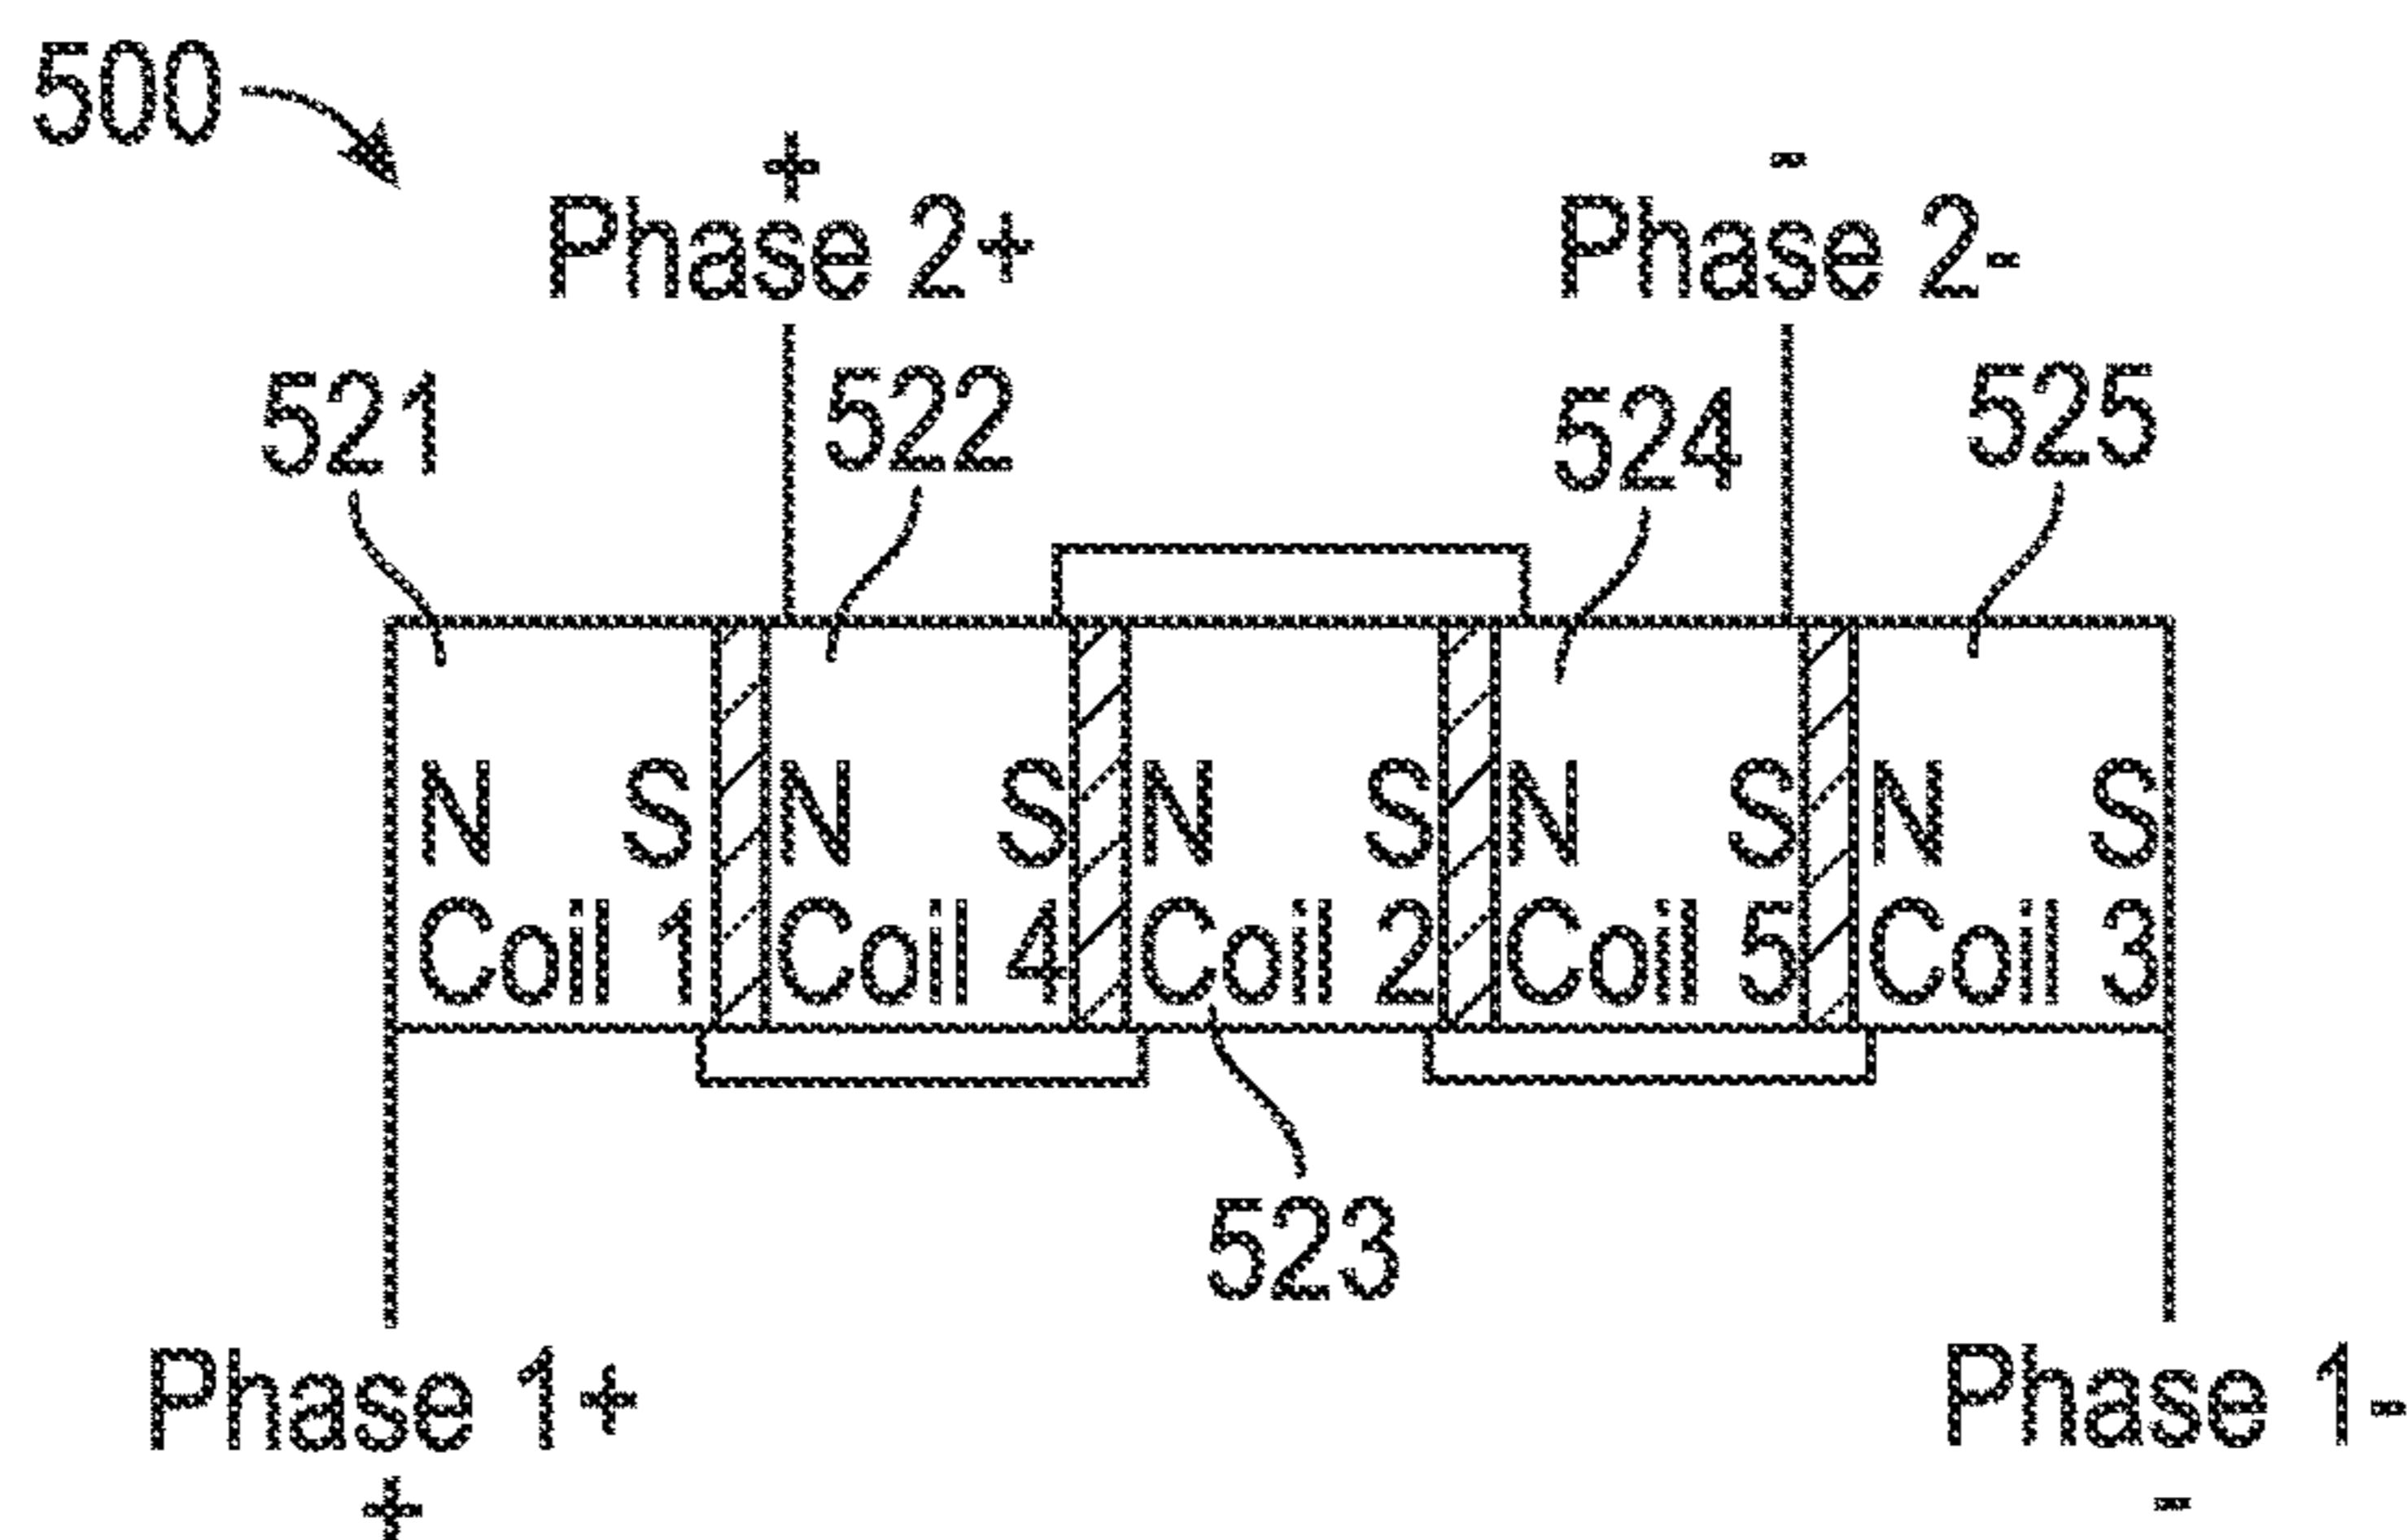 500
+
-
Phase 2+
Phase 2-
521
522
524
525
N S N S N S N S N S
Coil 1 Coil 4 Coil 2 Coil 5 Coil 3
523
Phase 1+
Phase 1-
+
-